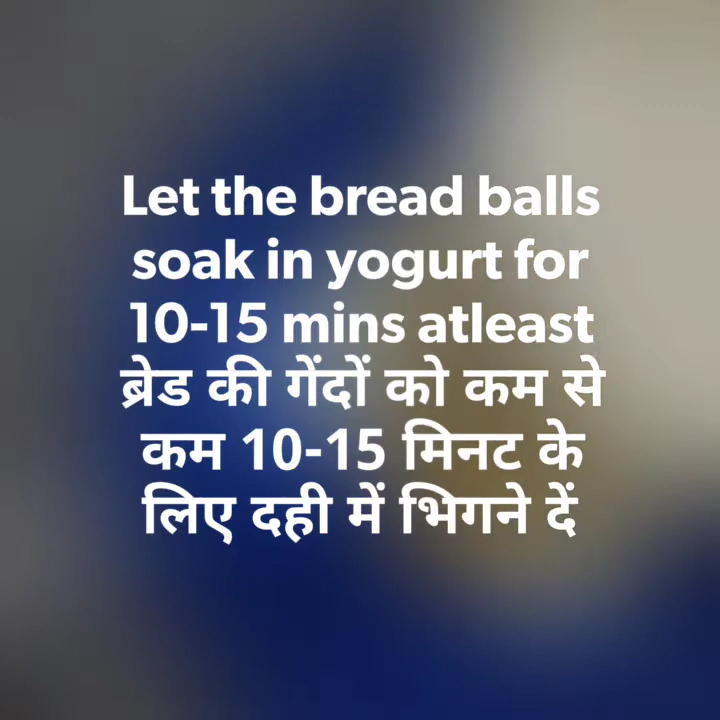 Let the bread balls
soak in yogurt for
10-15 mins atleast
ब्रेड की गेंदों को कम से
कम 10-15 मिनट के
लिए दही में भिगने दें